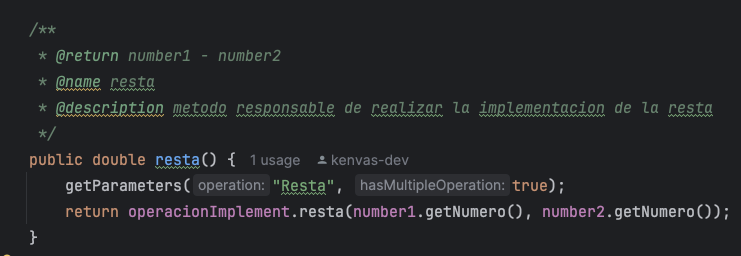 /**
* @return number1 - number2
* @name resta
* @description metodo responsable de realizar la implementacion de la resta
*/
public double resta() { 1 usage kenvas-dev
getParameters( operation: "Resta", hasMultipleOperation: true);
return operacionImplement.resta(number1.getNumero(), number2.getNumero());
}